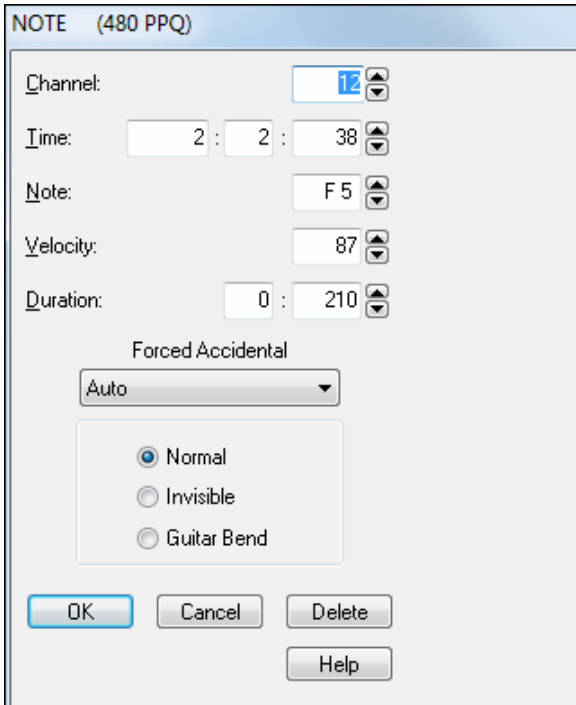 NOTE (480 PPQ)
Channel: 12
Time: 2 : 2 : 38
Note: F 5
Velocity: 87
Duration: 0 : 210
Forced Accidental
Auto
Normal
Invisible
Guitar Bend
OK Cancel Delete
Help